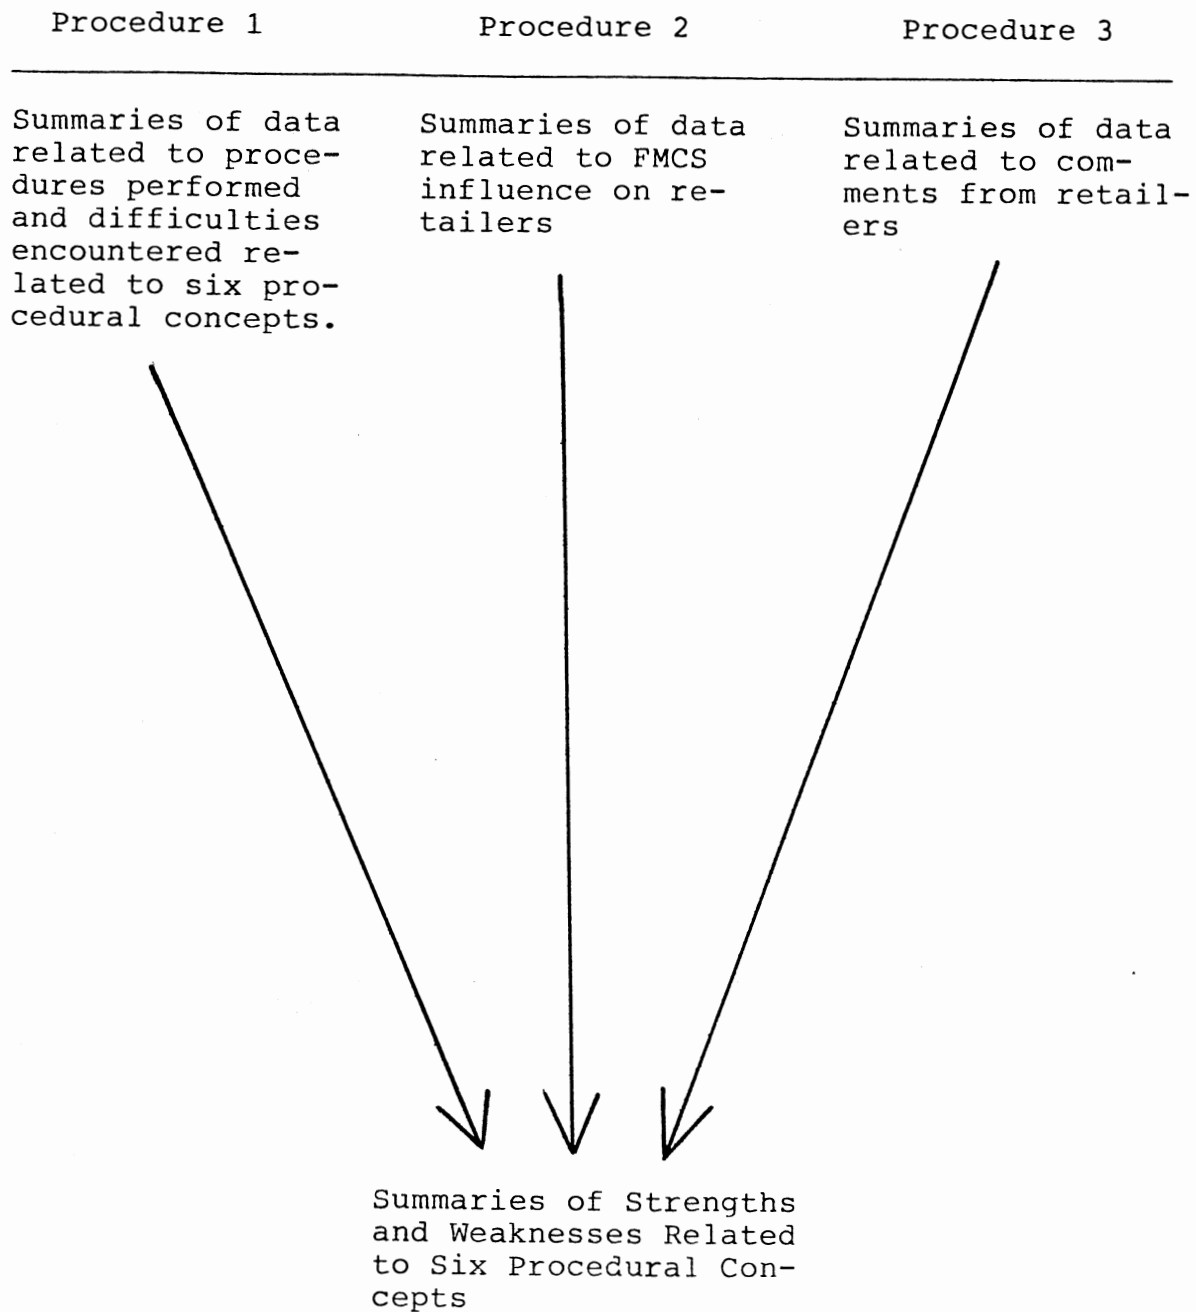 Procedure 1
Procedure 2
Procedure 3
Summaries of data
related to proce-
dures performed
and difficulties
encountered re-
lated to six pro-
cedural concepts.
Summaries of data
related to FMCS
influence on re-
tailers
Summaries of data
related to com-
ments from retail-
ers
Summaries of Strengths
and Weaknesses Related
to Six Procedural Con-
cepts